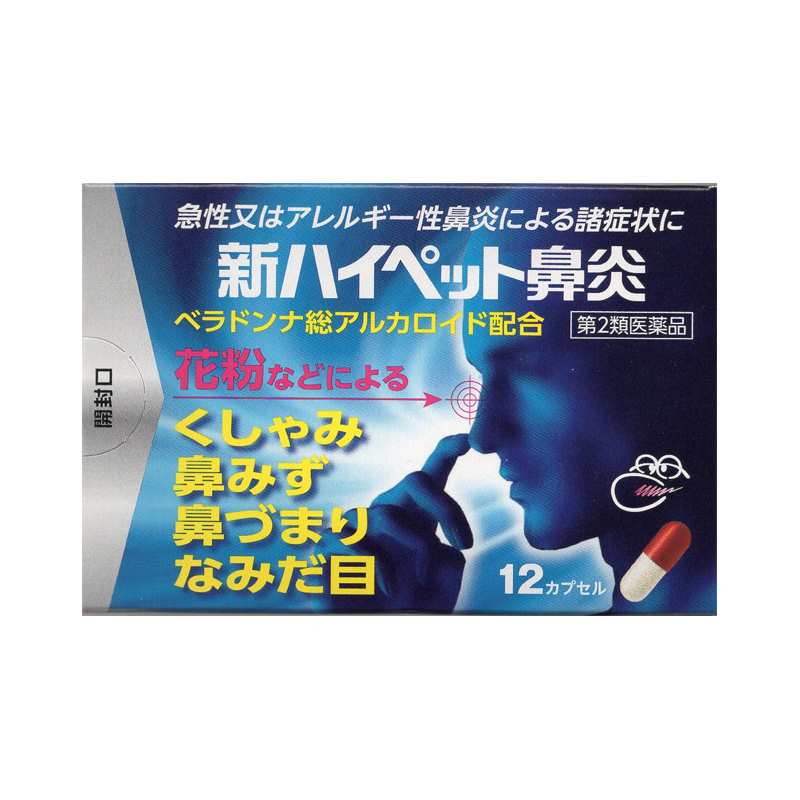 急性又はアレルギー性鼻炎による諸症状に
新ハイペット鼻炎
ベラドンナ総アルカロイド配合
第2類医薬品
花粉などによる
くしゃみ
鼻みず
鼻づまり
なみだ目
12カプセル
開封口